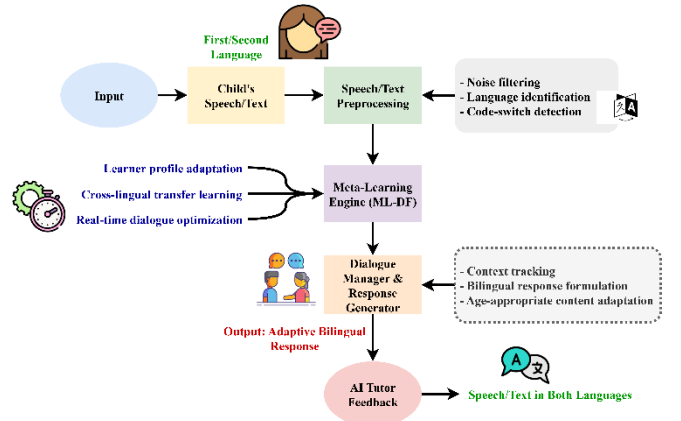 First/Second
Language
Input
Child's
Speech/Text
Speech/Text
Preprocessing
- Noise filtering
- Language identification
- Code-switch detection
A
Learner profile adaptation
Cross-lingual transfer learning
Real-time dialogue optimization
Meta-Learning
Engine (ML-DF)
Dialogue
Manager &
Response
Generator
- Context tracking
- Bilingual response formulation
- Age-appropriate content adaptation
Output: Adaptive Bilingual
Response
AI Tutor
Feedback
A
文
Speech/Text in Both Languages